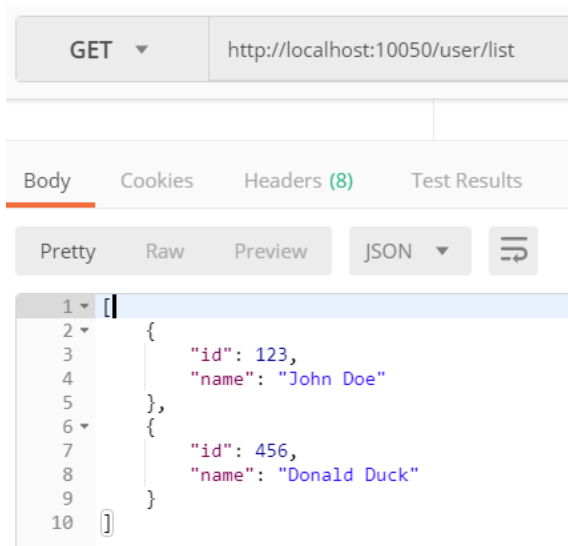 GET http://localhost:10050/user/list
Body Cookies Headers (8) Test Results
Pretty Raw Preview JSON
1 [
2 {
3 "id": 123,
4 "name": "John Doe"
5 },
6 {
7 "id": 456,
8 "name": "Donald Duck"
9 }
10 ]